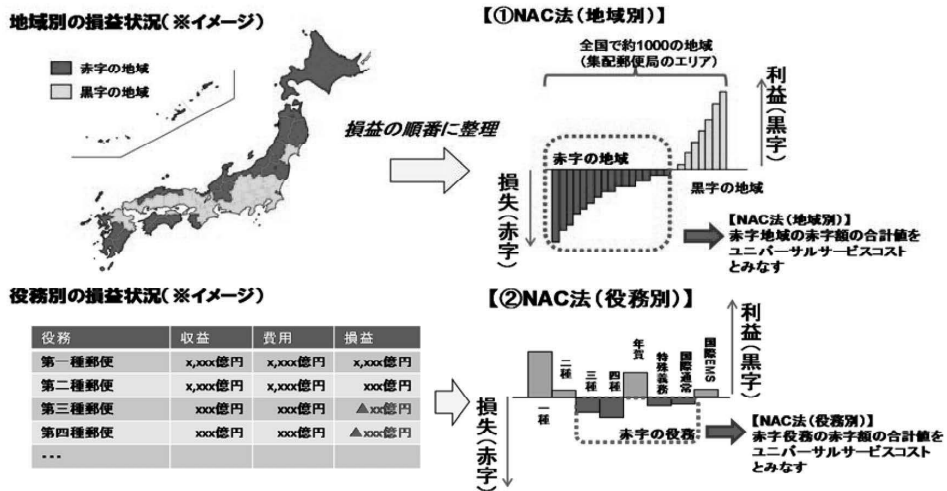 地域別の損益状況(※イメージ)
赤字の地域
黒字の地域
損益の順番に整理
【①NAC法(地域別)】
全国で約1000の地域
(集配郵便局のエリア)
利益(黒字)
赤字の地域
黒字の地域
損失(赤字)
【NAC法(地域別)】
赤字地域の赤字額の合計値を
ユニバーサルサービスコスト
とみなす
役務別の損益状況(※イメージ)
役務 収益 費用 損益
第一種郵便 x,xxx億円 x,xxx億円 x,xxx億円
第二種郵便 x,xxx億円 x,xxx億円 xxx億円
第三種郵便 xxx億円 xxx億円 ▲xx億円
第四種郵便 xxx億円 xxx億円 ▲xxx億円
・・・
【②NAC法(役務別)】
利益(黒字)
一種
二種
三種
四種
年賀
特殊義務
国際通常
国際EMS
損失(赤字)
赤字の役務
【NAC法(役務別)】
赤字役務の赤字額の合計値を
ユニバーサルサービスコスト
とみなす